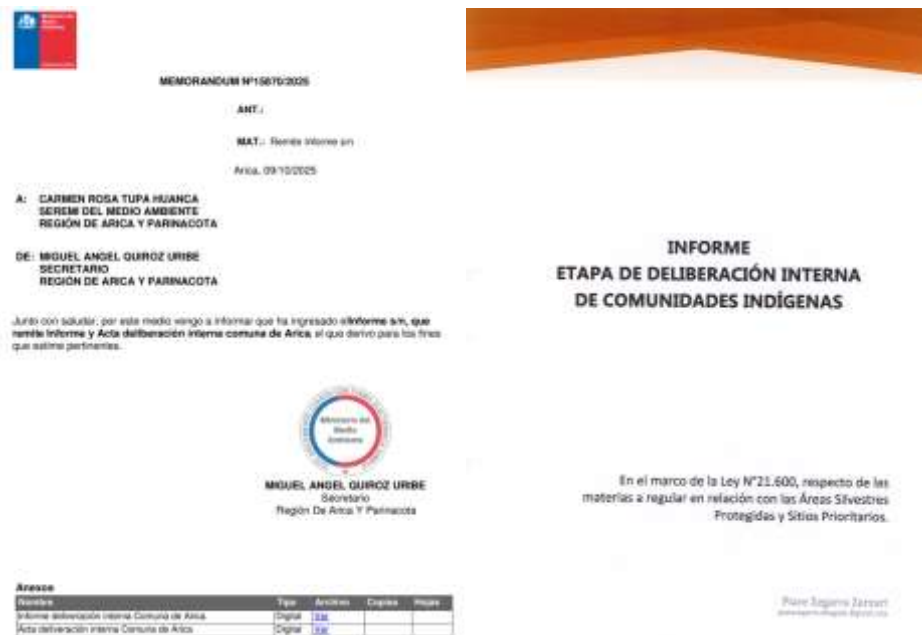 MEMORANDUM N°15870/2025
ANT.:
MAT.: Remite Informe s/n
Arica, 09/10/2025
A: CARMEN ROSA TUPA HUANCA
SEREMI DEL MEDIO AMBIENTE
REGIÓN DE ARICA Y PARINACOTA
DE: MIGUEL ANGEL QUIROZ URIBE
SECRETARIO
REGIÓN DE ARICA Y PARINACOTA
Junto con saludar, por este medio vengo a informar que ha ingresado el Informe s/n, que
remite Informe y Acta deliberación interna comuna de Arica, el que derivo para los fines
que estime pertinentes.
Ministerio del
Medio
Ambiente
MIGUEL ANGEL QUIROZ URIBE
Secretario
Región De Arica Y Parinacota
Anexos
Nombre Tipo Archivo Copias Hojas
Informe deliberación interna Comuna de Arica Digital Ver
Acta deliveración interna Comuna de Arica Digital Ver
INFORME
ETAPA DE DELIBERACIÓN INTERNA
DE COMUNIDADES INDÍGENAS
En el marco de la Ley N°21.600, respecto de las
materias a regular en relación con las Áreas Silvestres
Protegidas y Sitios Prioritarios.